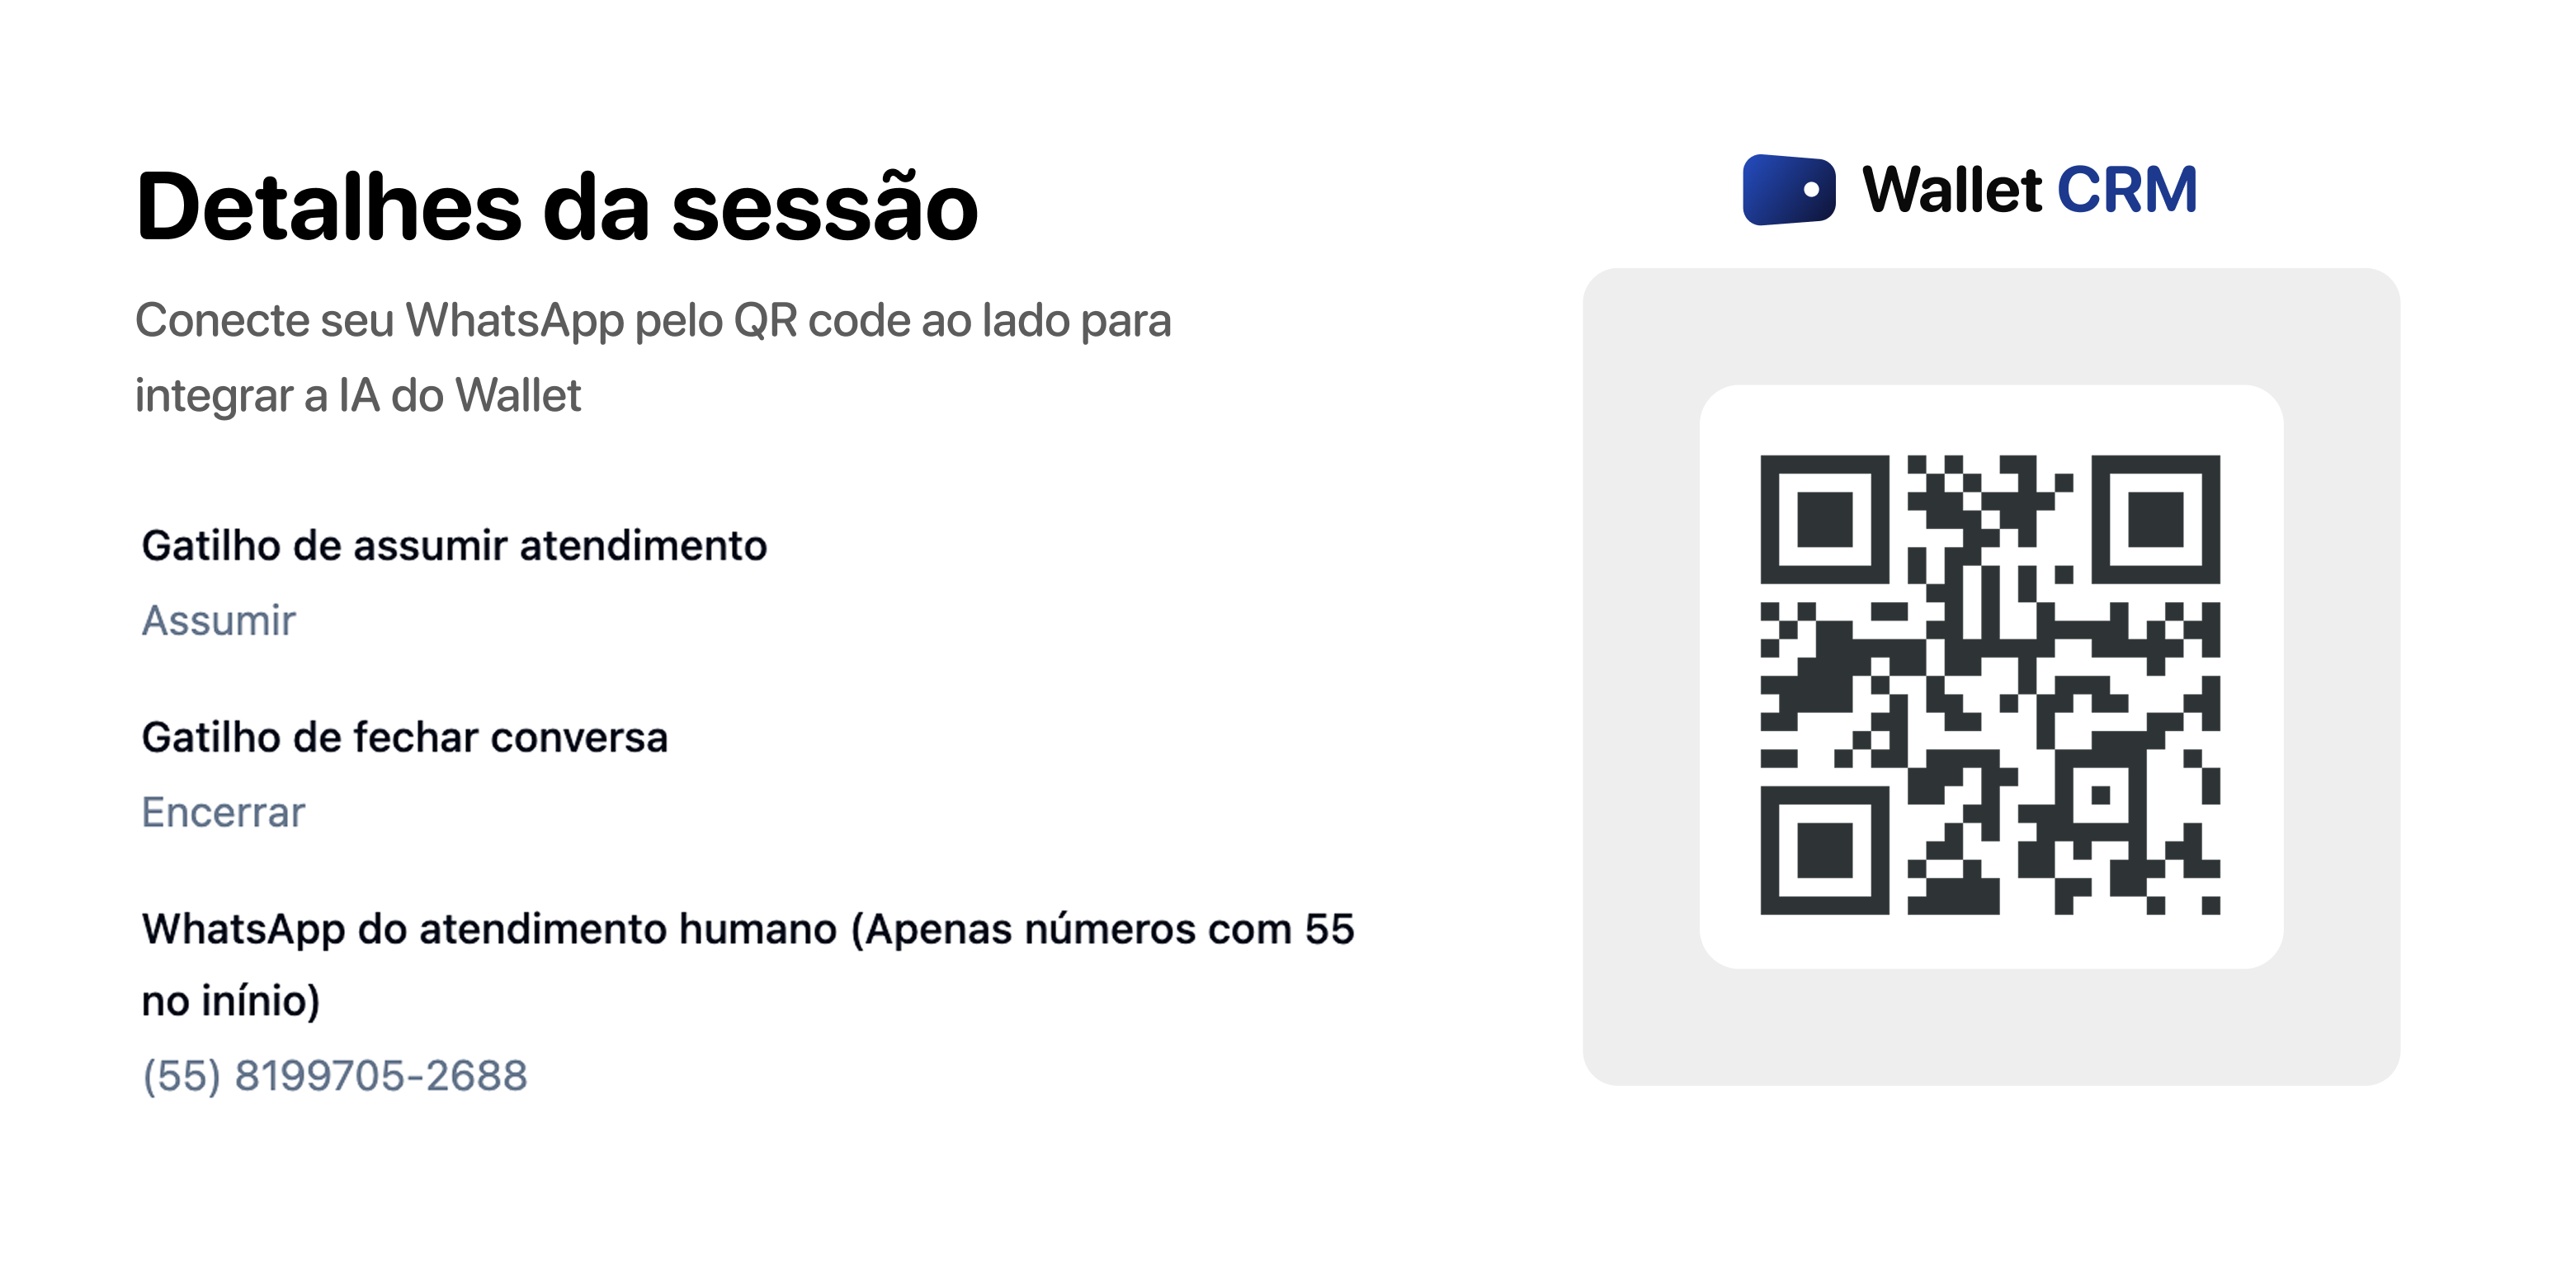 Detalhes da sessão
Conecte seu WhatsApp pelo QR code ao lado para
integrar a IA do Wallet
Gatilho de assumir atendimento
Assumir
Gatilho de fechar conversa
Encerrar
WhatsApp do atendimento humano (Apenas números com 55
no inínio)
(55) 8199705-2688
Wallet CRM